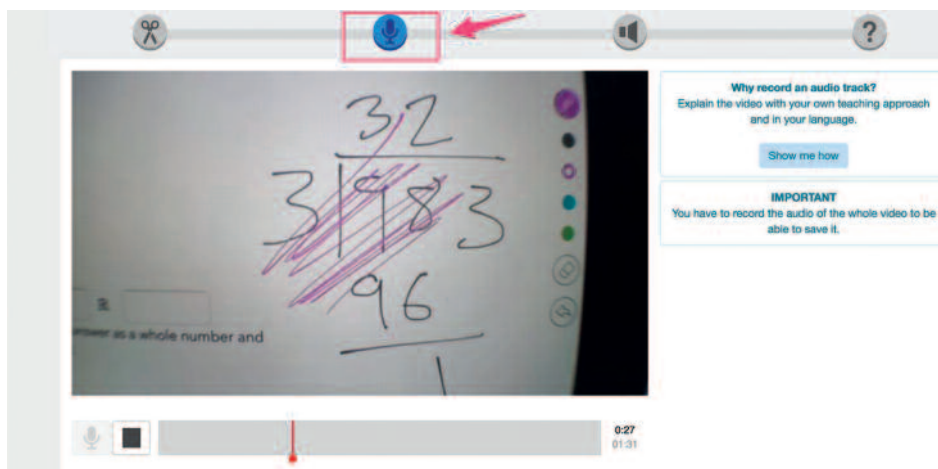 ?
Why record an audio track?
Explain the video with your own teaching approach
and in your language.
Show me how
IMPORTANT
You have to record the audio of the whole video to be
able to save it.
32
3 983
96
1
answer as a whole number and
0:27
01:31